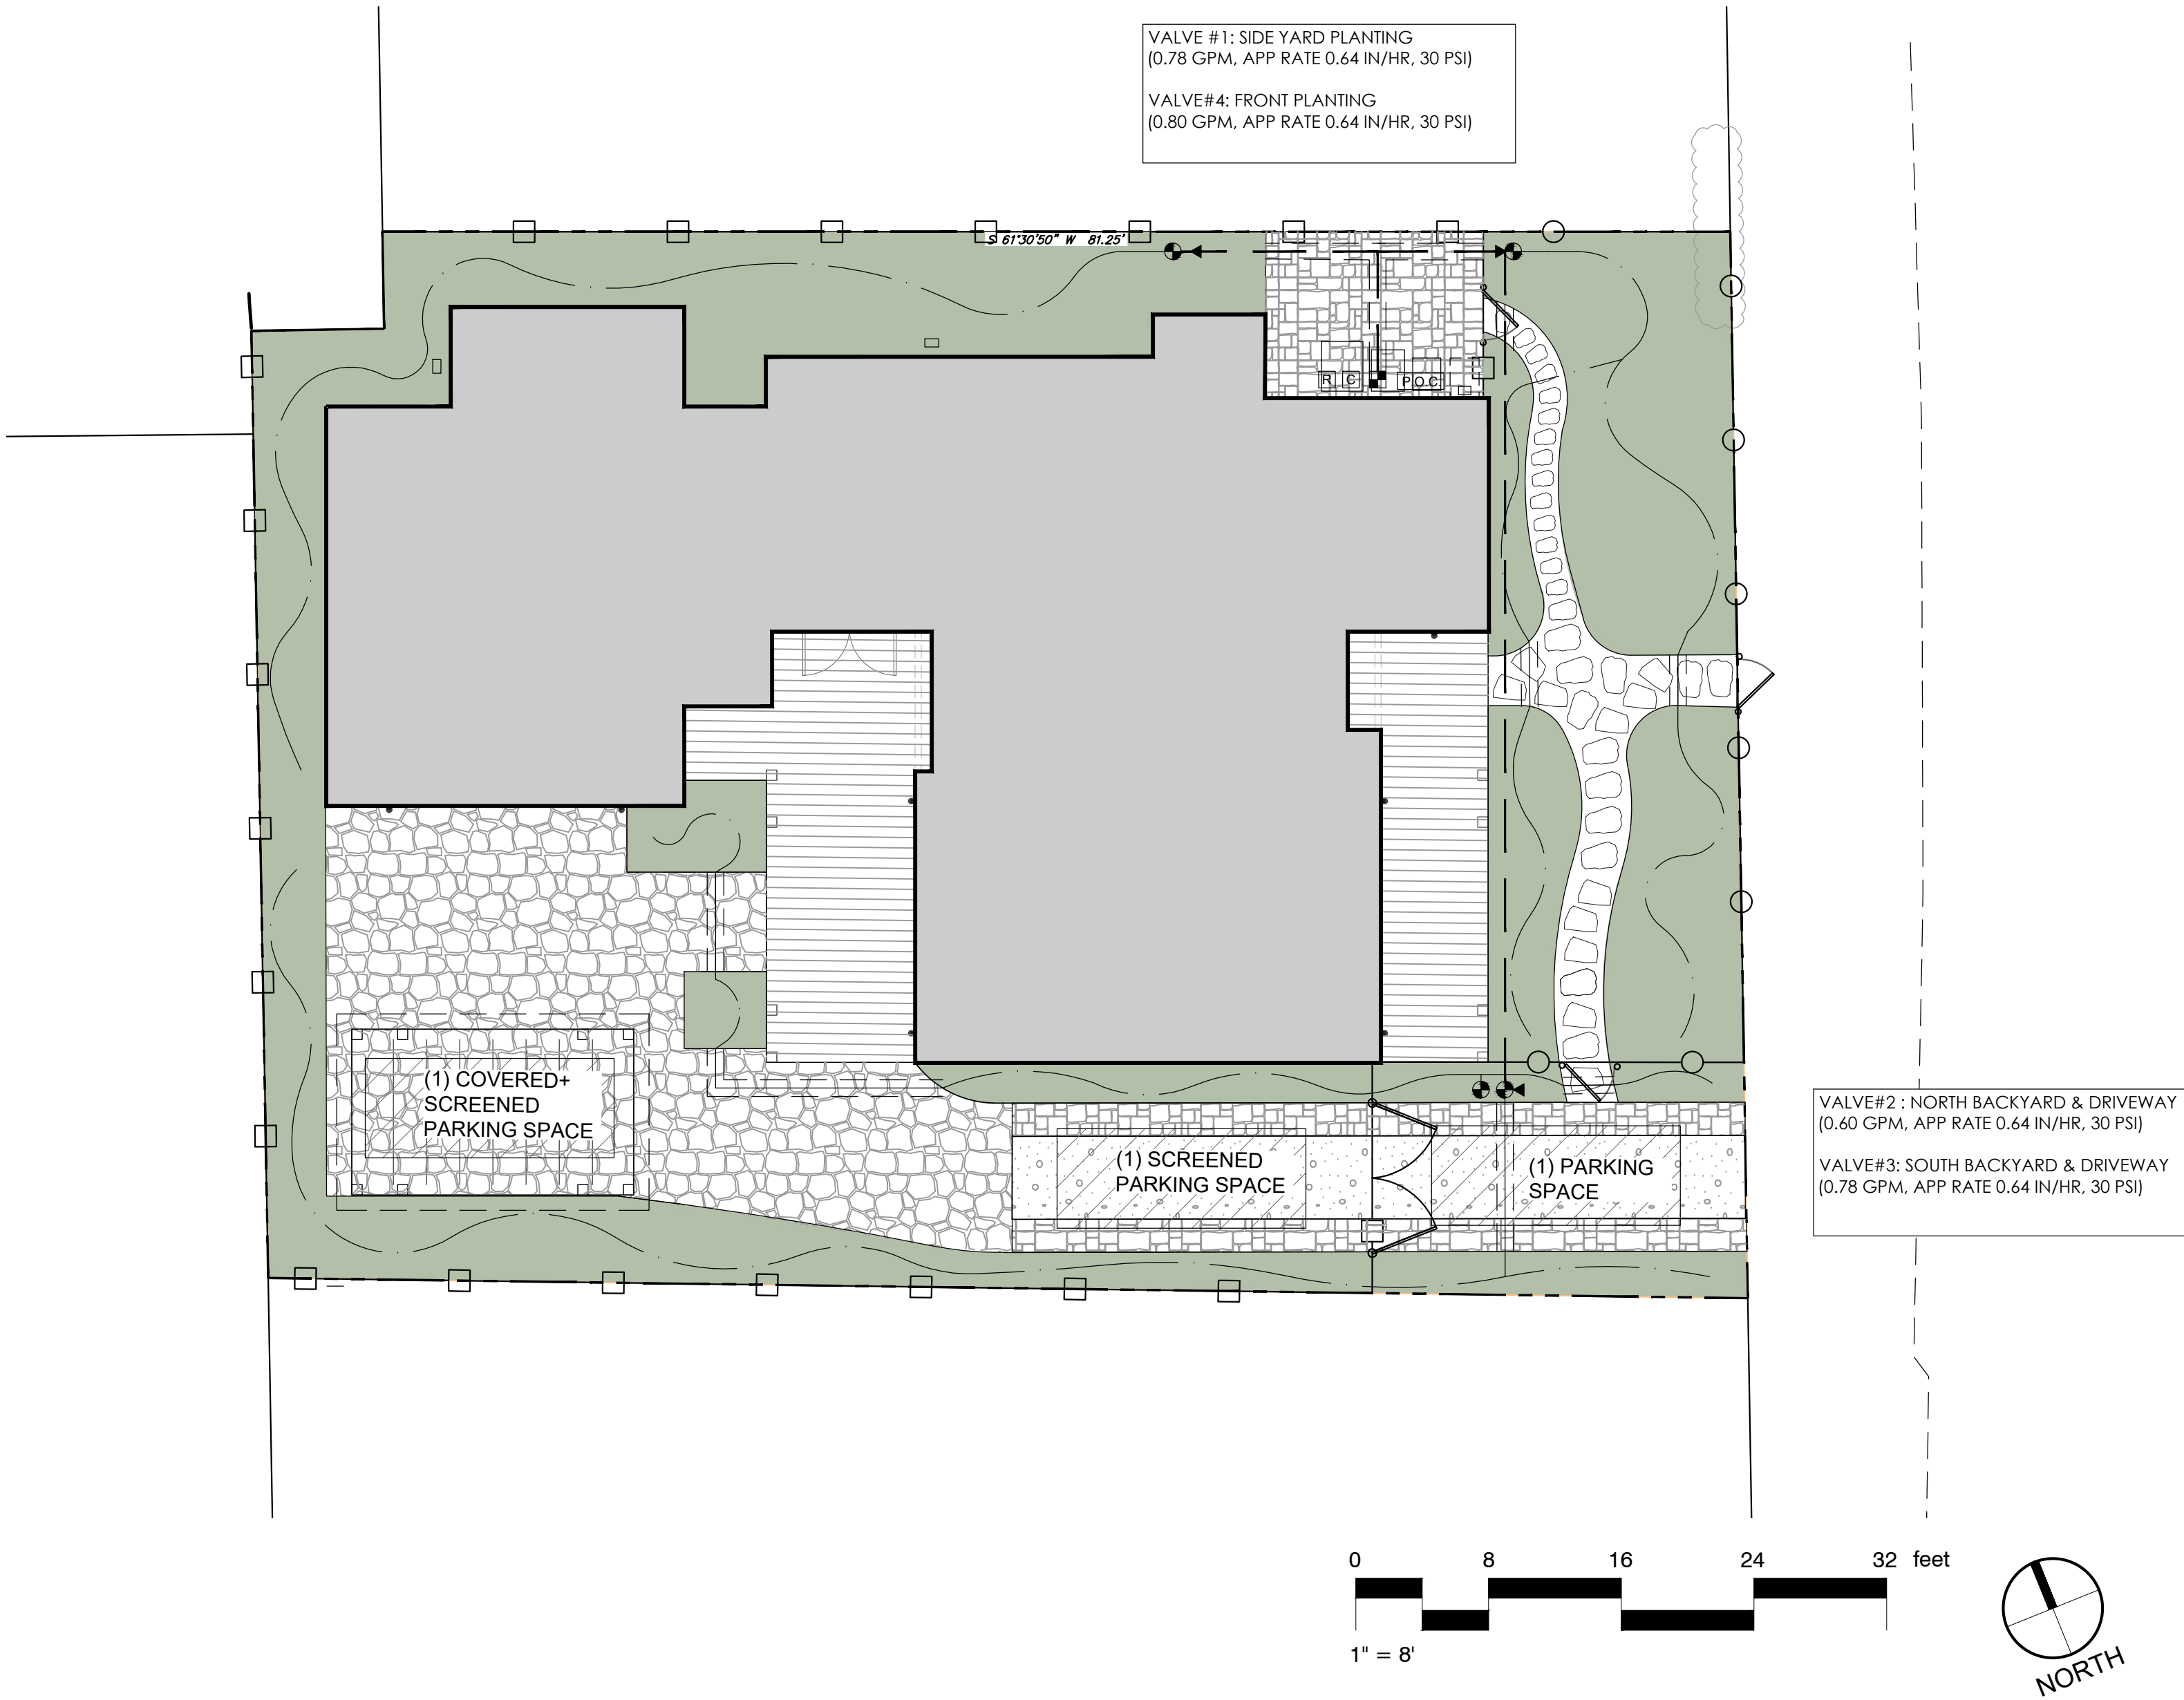 VALVE #1: SIDE YARD PLANTING
(0.78 GPM, APP RATE 0.64 IN/HR, 30 PSI)
VALVE#4: FRONT PLANTING
(0.80 GPM, APP RATE 0.64 IN/HR, 30 PSI)
S 61°30'50" W 81.25'
R C P.O.C.
(1) COVERED+
SCREENED
PARKING SPACE
(1) SCREENED
PARKING SPACE
(1) PARKING
SPACE
VALVE#2 : NORTH BACKYARD & DRIVEWAY
(0.60 GPM, APP RATE 0.64 IN/HR, 30 PSI)
VALVE#3: SOUTH BACKYARD & DRIVEWAY
(0.78 GPM, APP RATE 0.64 IN/HR, 30 PSI)
0 8 16 24 32 feet
1" = 8'
NORTH